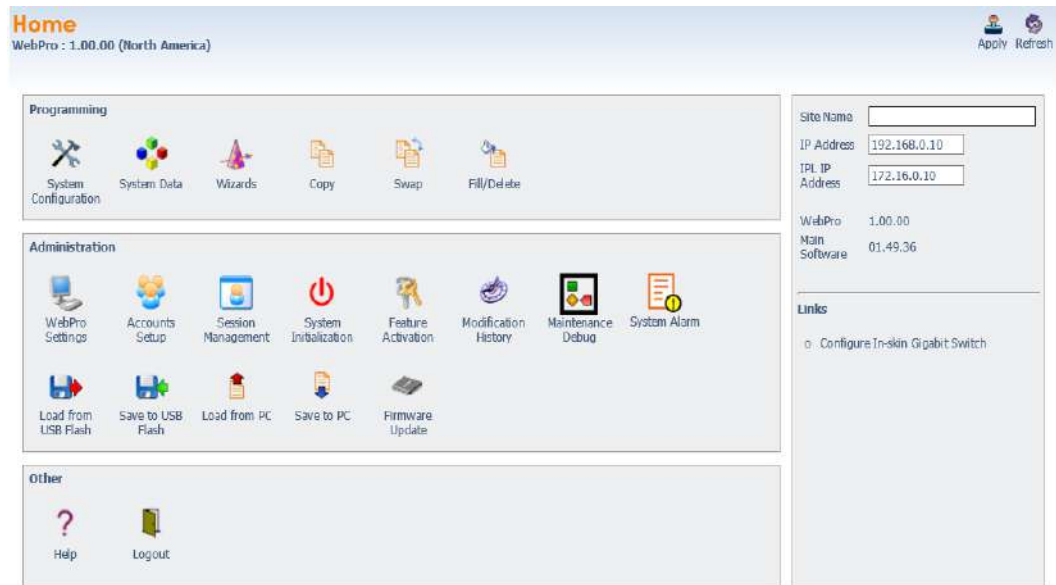 Home
WebPro : 1.00.00 (North America)
Apply Refresh
Programming
System Configuration
System Data
Wizards
Copy
Swap
Fill/Delete
Administration
WebPro Settings
Accounts Setup
Session Management
System Initialization
Feature Activation
Modification History
Maintenance Debug
System Alarm
Load from USB Flash
Save to USB Flash
Load from PC
Save to PC
Firmware Update
Other
Help
Logout
Site Name
IP Address 192.168.0.10
IPL IP Address 172.16.0.10
WebPro 1.00.00
Main Software 01.49.36
Links
Configure In-skin Gigabit Switch